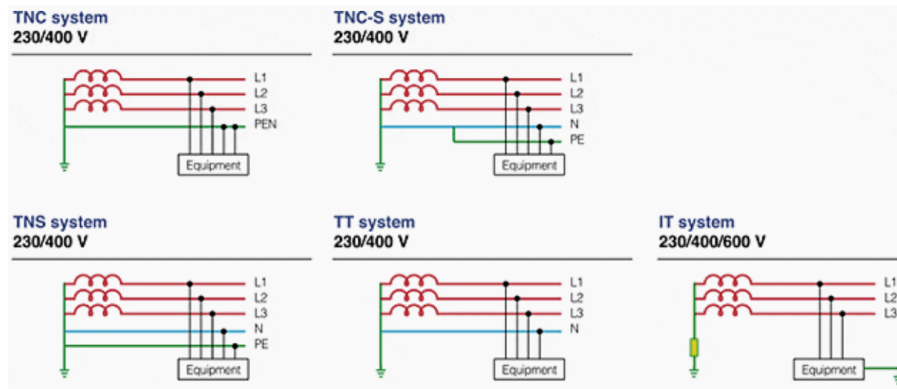 TNC system
230/400 V
L1
L2
L3
PEN
Equipment
TNC-S system
230/400 V
L1
L2
L3
N
PE
Equipment
TNS system
230/400 V
L1
L2
L3
N
PE
Equipment
TT system
230/400 V
L1
L2
L3
N
Equipment
IT system
230/400/600 V
L1
L2
L3
Equipment